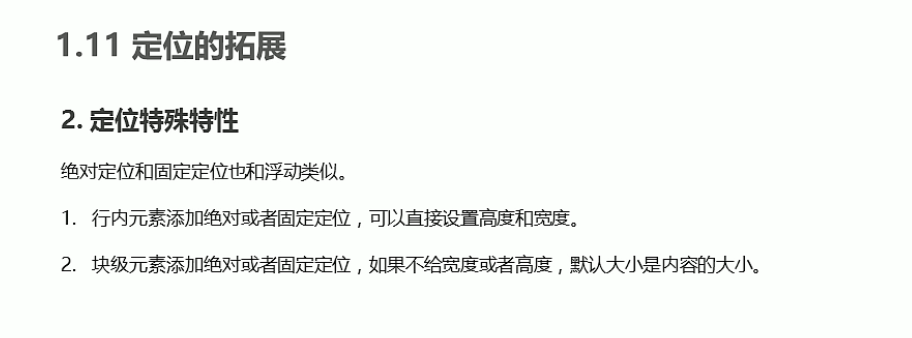 1.11 定位的拓展
2. 定位特殊特性
绝对定位和固定定位也和浮动类似。
1. 行内元素添加绝对或者固定定位，可以直接设置高度和宽度。
2. 块级元素添加绝对或者固定定位，如果不给宽度或者高度，默认大小是内容的大小。